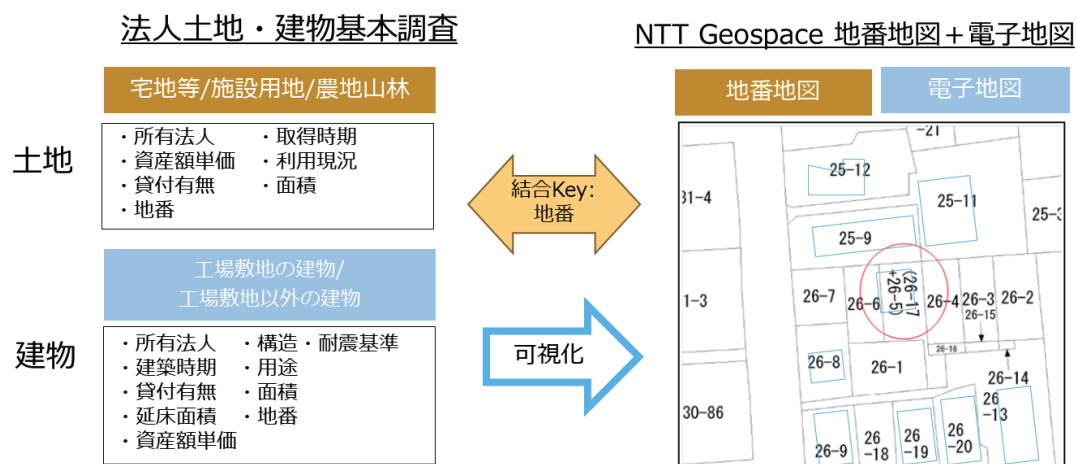 法人土地・建物基本調査
NTT Geospace 地番地図+電子地図
宅地等/施設用地/農地山林
地番地図
電子地図
土地
・所有法人 ・取得時期
・資産額単価 ・利用現況
・貸付有無 ・面積
・地番
結合Key:
地番
工場敷地の建物/
工場敷地以外の建物
建物
・所有法人 ・構造・耐震基準
・建築時期 ・用途
・貸付有無 ・面積
・延床面積 ・地番
・資産額単価
可視化
-21
25-12
31-4
25-11
25-3
25-9
1-3
26-7
26-6
(26-17
+26-5)
26-4
26-3
26-2
26-15
26-16
26-8
26-1
26-14
26
-13
30-86
26-9
26
-18
26
-19
26
-20